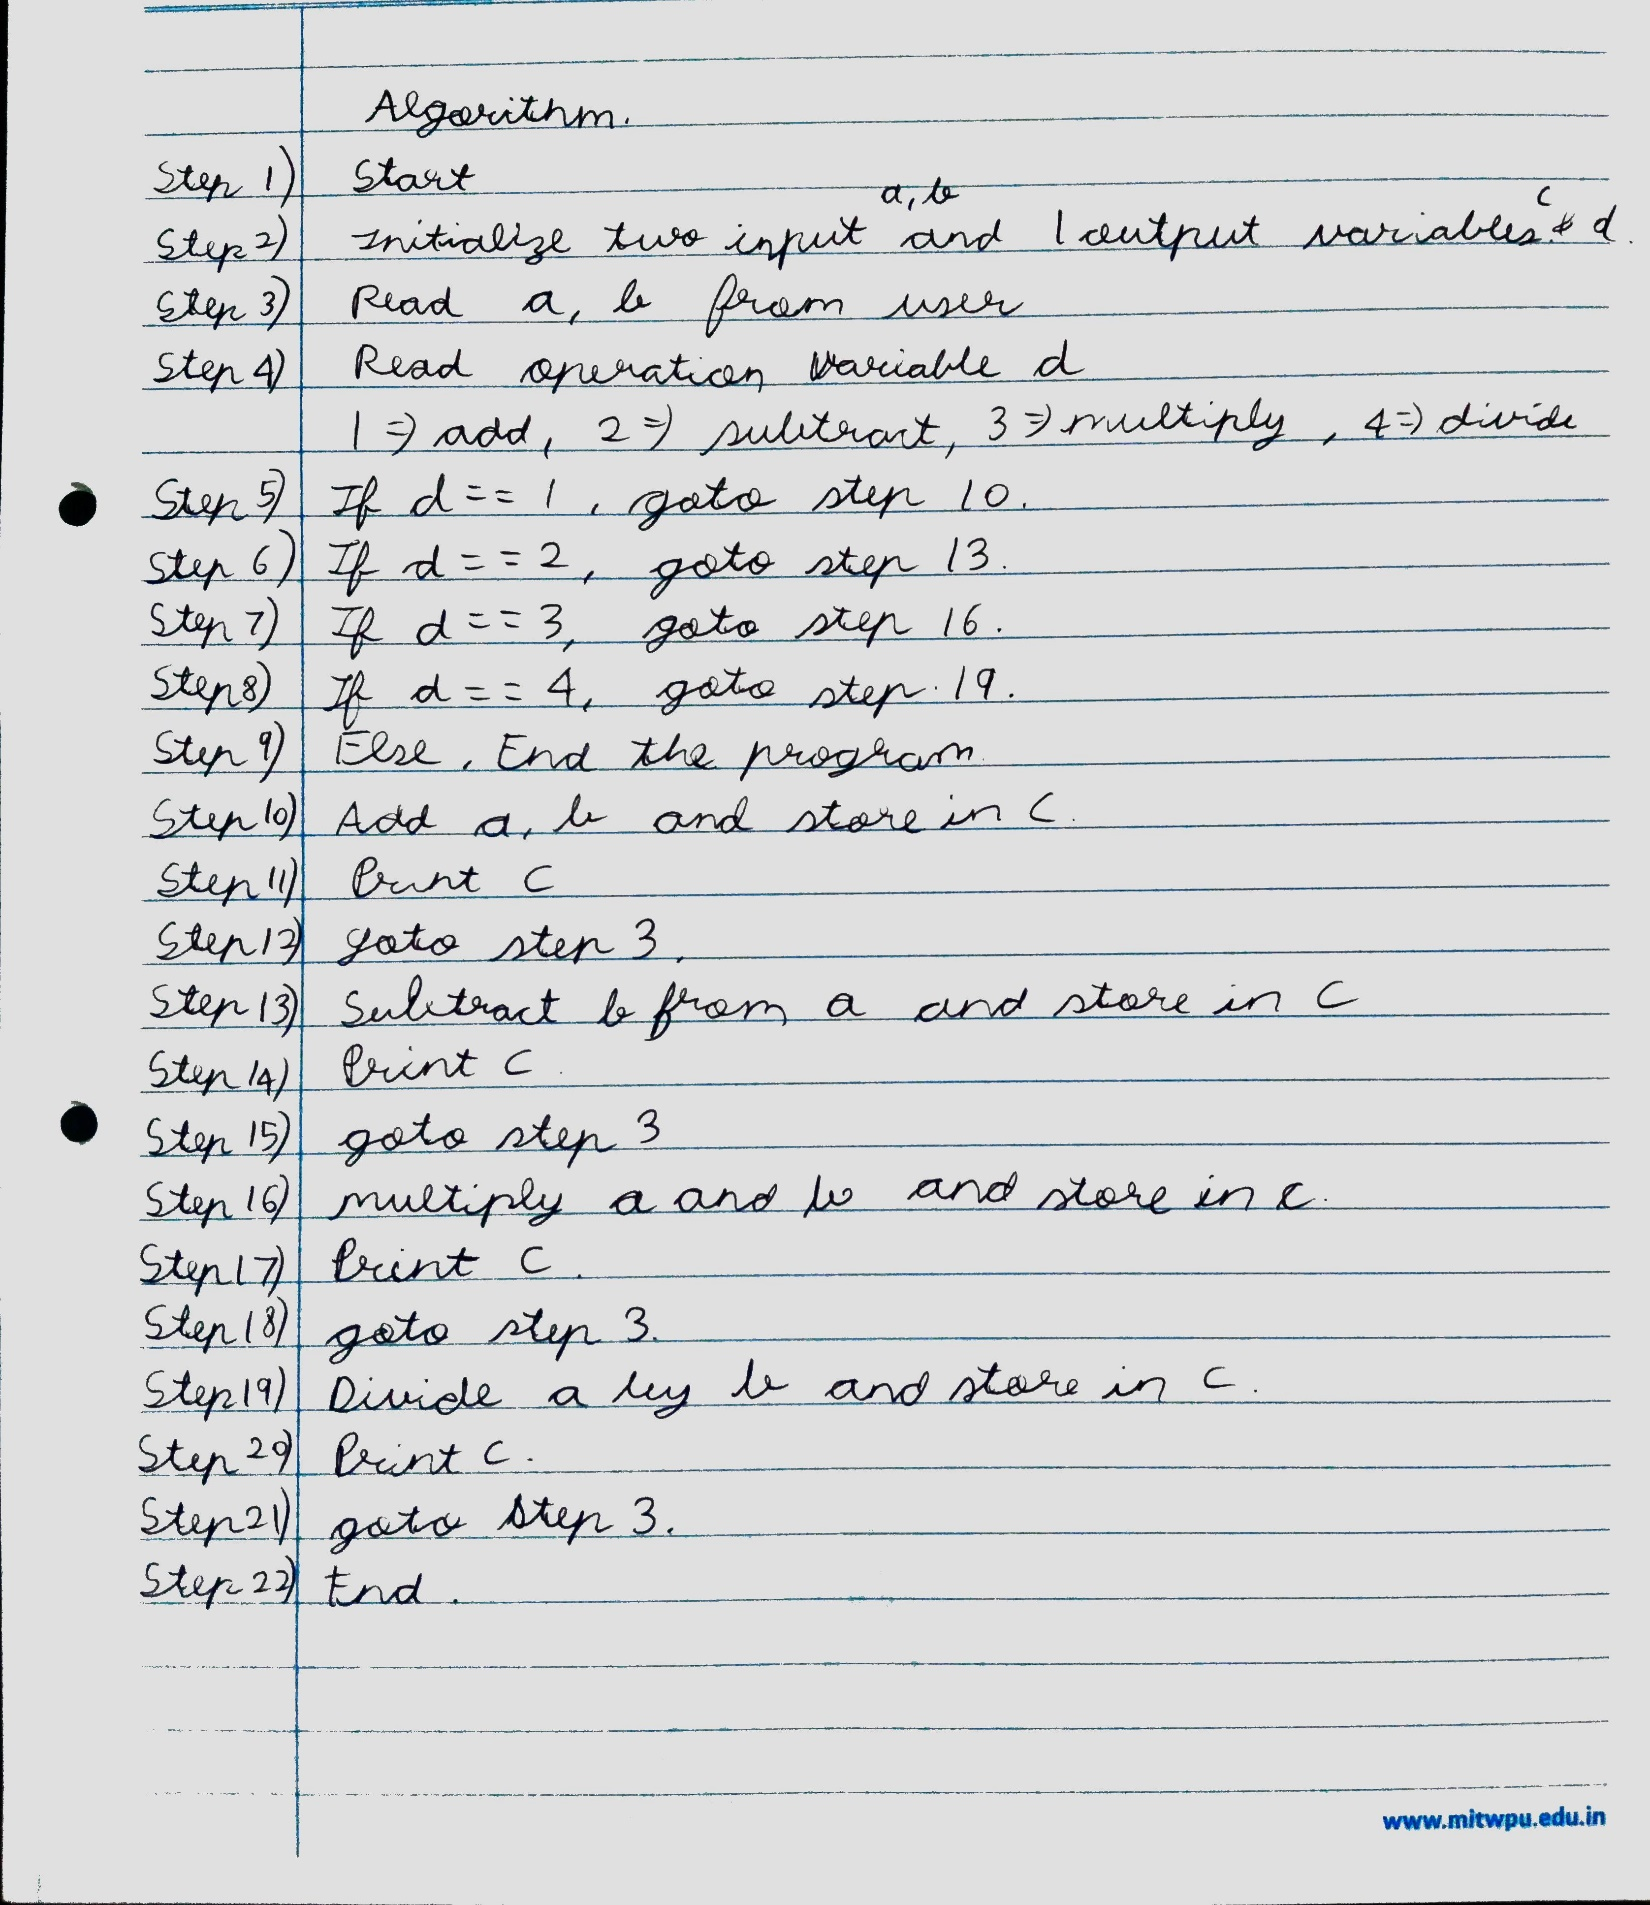 Algorithm.
Step 1) Start
Step 2) Initialize two input a, b and 1 output variables c & d.
Step 3) Read a, b from user
Step 4) Read operation variable d
1 => add, 2 => subtract, 3 => multiply, 4 => divide
Step 5) If d == 1, goto step 10.
Step 6) If d == 2, goto step 13.
Step 7) If d == 3, goto step 16.
Step 8) If d == 4, goto step 19.
Step 9) Else, End the program.
Step 10) Add a, b and store in C.
Step 11) Print C
Step 12) goto step 3.
Step 13) Subtract b from a and store in C
Step 14) Print C.
Step 15) goto step 3
Step 16) multiply a and b and store in c.
Step 17) Print C.
Step 18) goto step 3.
Step 19) Divide a by b and store in C.
Step 20) Print C.
Step 21) goto Step 3.
Step 22) End.
www.mitwpu.edu.in